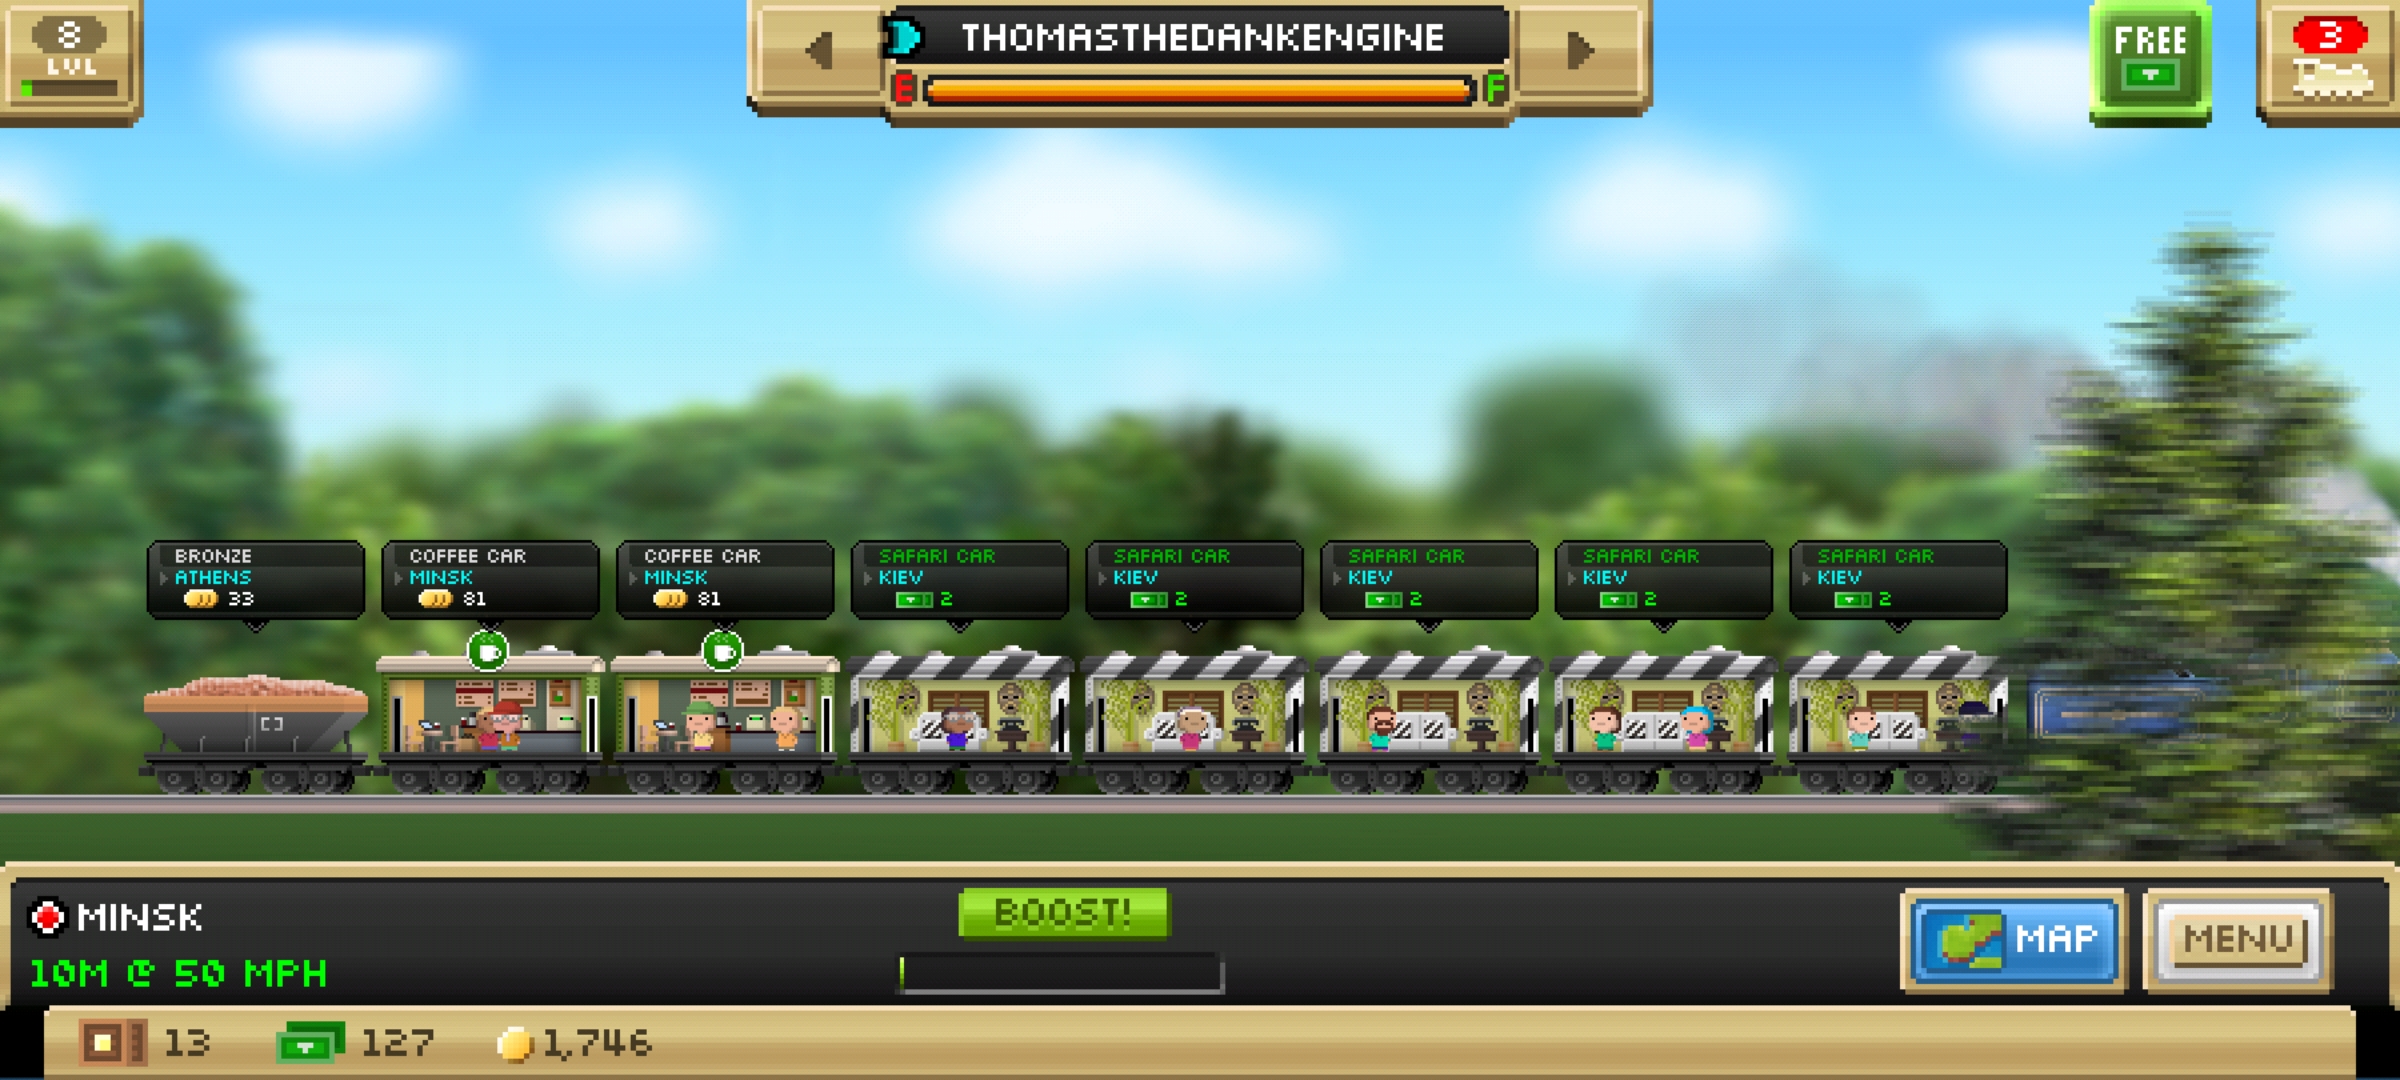 8
LVL
THOMASTHEDANKENGINE
E F
FREE
3
BRONZE
ATHENS
33
COFFEE CAR
MINSK
81
COFFEE CAR
MINSK
81
SAFARI CAR
KIEV
2
SAFARI CAR
KIEV
2
SAFARI CAR
KIEV
2
SAFARI CAR
KIEV
2
SAFARI CAR
KIEV
2
MINSK
10M @ 50 MPH
BOOST!
MAP
MENU
13 127 1,746